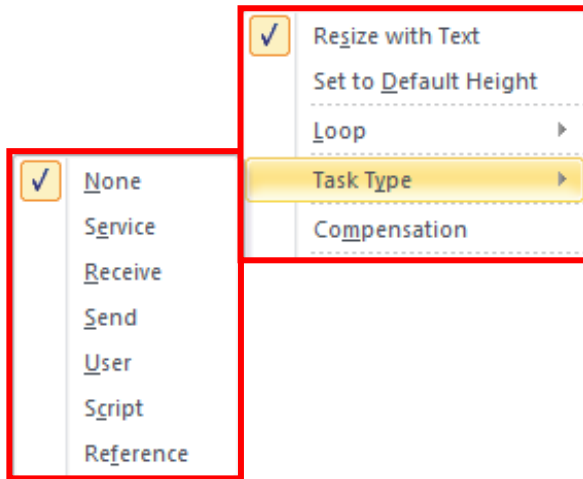 Resize with Text
Set to Default Height
Loop
Task Type
Compensation
None
Service
Receive
Send
User
Script
Reference